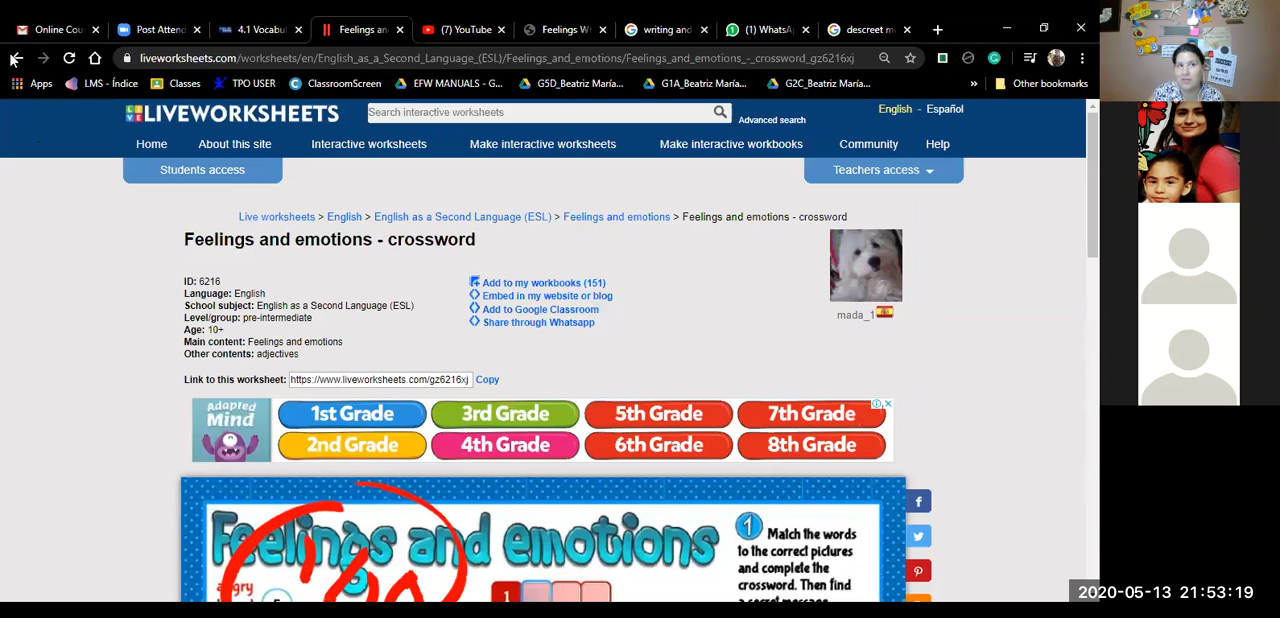 Online Cou
Post Attend
4.1 Vocabul
Feelings an
(7) YouTube
Feelings W
writing and
(1) WhatsA
descreet m
liveworksheets.com/worksheets/en/English_as_a_Second_Language_(ESL)/Feelings_and_emotions/Feelings_and_emotions_-_crossword_gz6216xj
Apps
LMS - Índice
Classes
TPO USER
ClassroomScreen
EFW MANUALS - G...
G5D_Beatriz María...
G1A_Beatriz María...
G2C_Beatriz María...
»
Other bookmarks
LIVEWORKSHEETS
Search interactive worksheets
Advanced search
English - Español
Home
About this site
Interactive worksheets
Make interactive worksheets
Make interactive workbooks
Community
Help
Students access
Teachers access
Live worksheets > English > English as a Second Language (ESL) > Feelings and emotions > Feelings and emotions - crossword
Feelings and emotions - crossword
ID: 6216
Language: English
School subject: English as a Second Language (ESL)
Level/group: pre-intermediate
Age: 10+
Main content: Feelings and emotions
Other contents: adjectives
Add to my workbooks (151)
Embed in my website or blog
Add to Google Classroom
Share through Whatsapp
mada_1
Link to this worksheet: https://www.liveworksheets.com/gz6216xj Copy
Adapted Mind
1st Grade
3rd Grade
5th Grade
7th Grade
2nd Grade
4th Grade
6th Grade
8th Grade
Feelings and emotions
1 Match the words
to the correct pictures
and complete the
crossword. Then find
a secret message
angry
1
2020-05-13 21:53:19